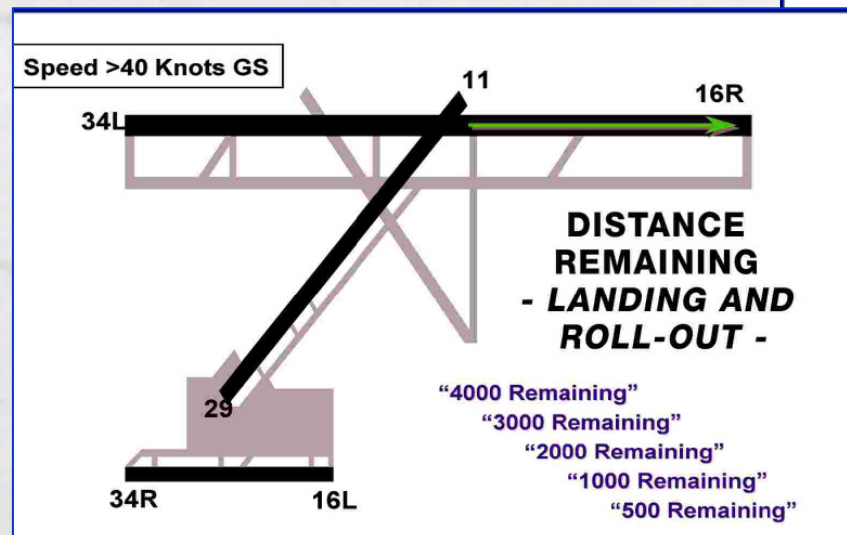 Speed >40 Knots GS
11
16R
34L
DISTANCE
REMAINING
- LANDING AND
ROLL-OUT -
"4000 Remaining"
"3000 Remaining"
29
"2000 Remaining"
"1000 Remaining"
34R
16L
"500 Remaining"